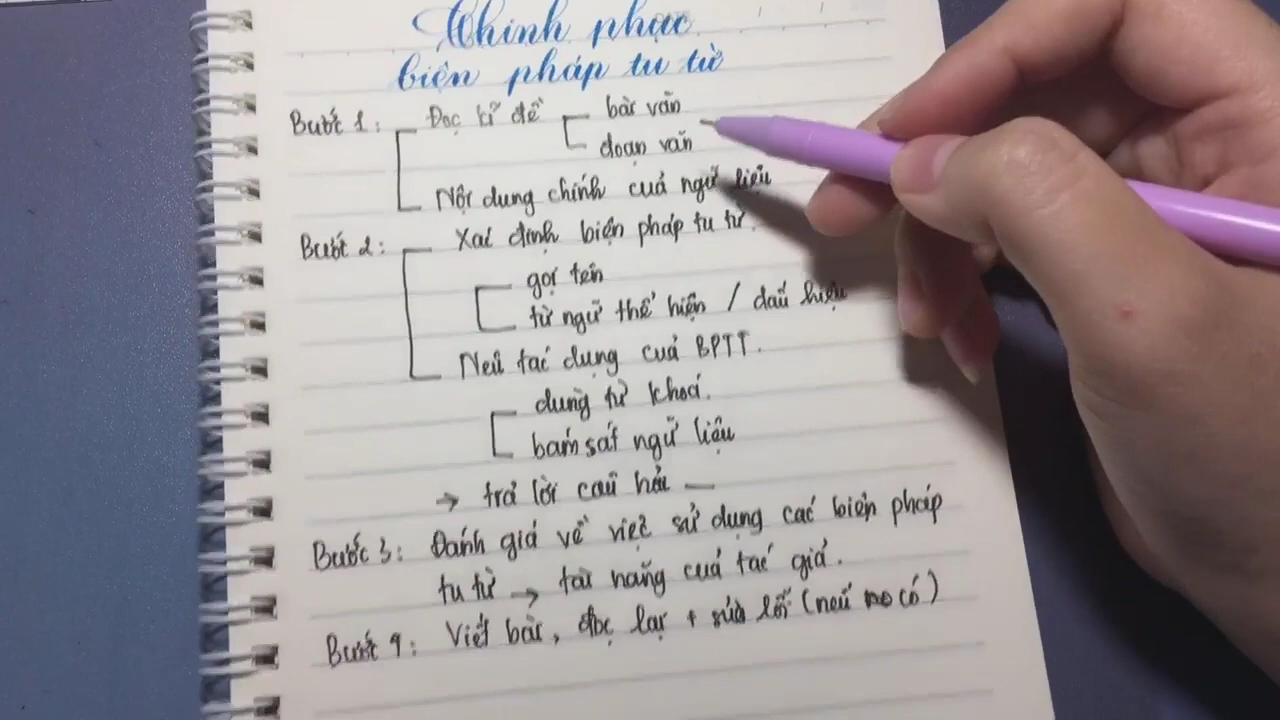 Chinh phục
biện pháp tu từ
Bước 1: Đọc kĩ đề bài văn
đoạn văn
Nội dung chính của ngữ liệu
Bước 2: Xác định biện pháp tu từ.
gọi tên
từ ngữ thể hiện / dấu hiệu
Nêu tác dụng của BPTT.
dùng từ khoá.
bám sát ngữ liệu
→ trả lời câu hỏi
Bước 3: Đánh giá về việc sử dụng các biện pháp
tu từ → tài năng của tác giả.
Bước 4: Viết bài, đọc lại + sửa lỗi (nếu có)